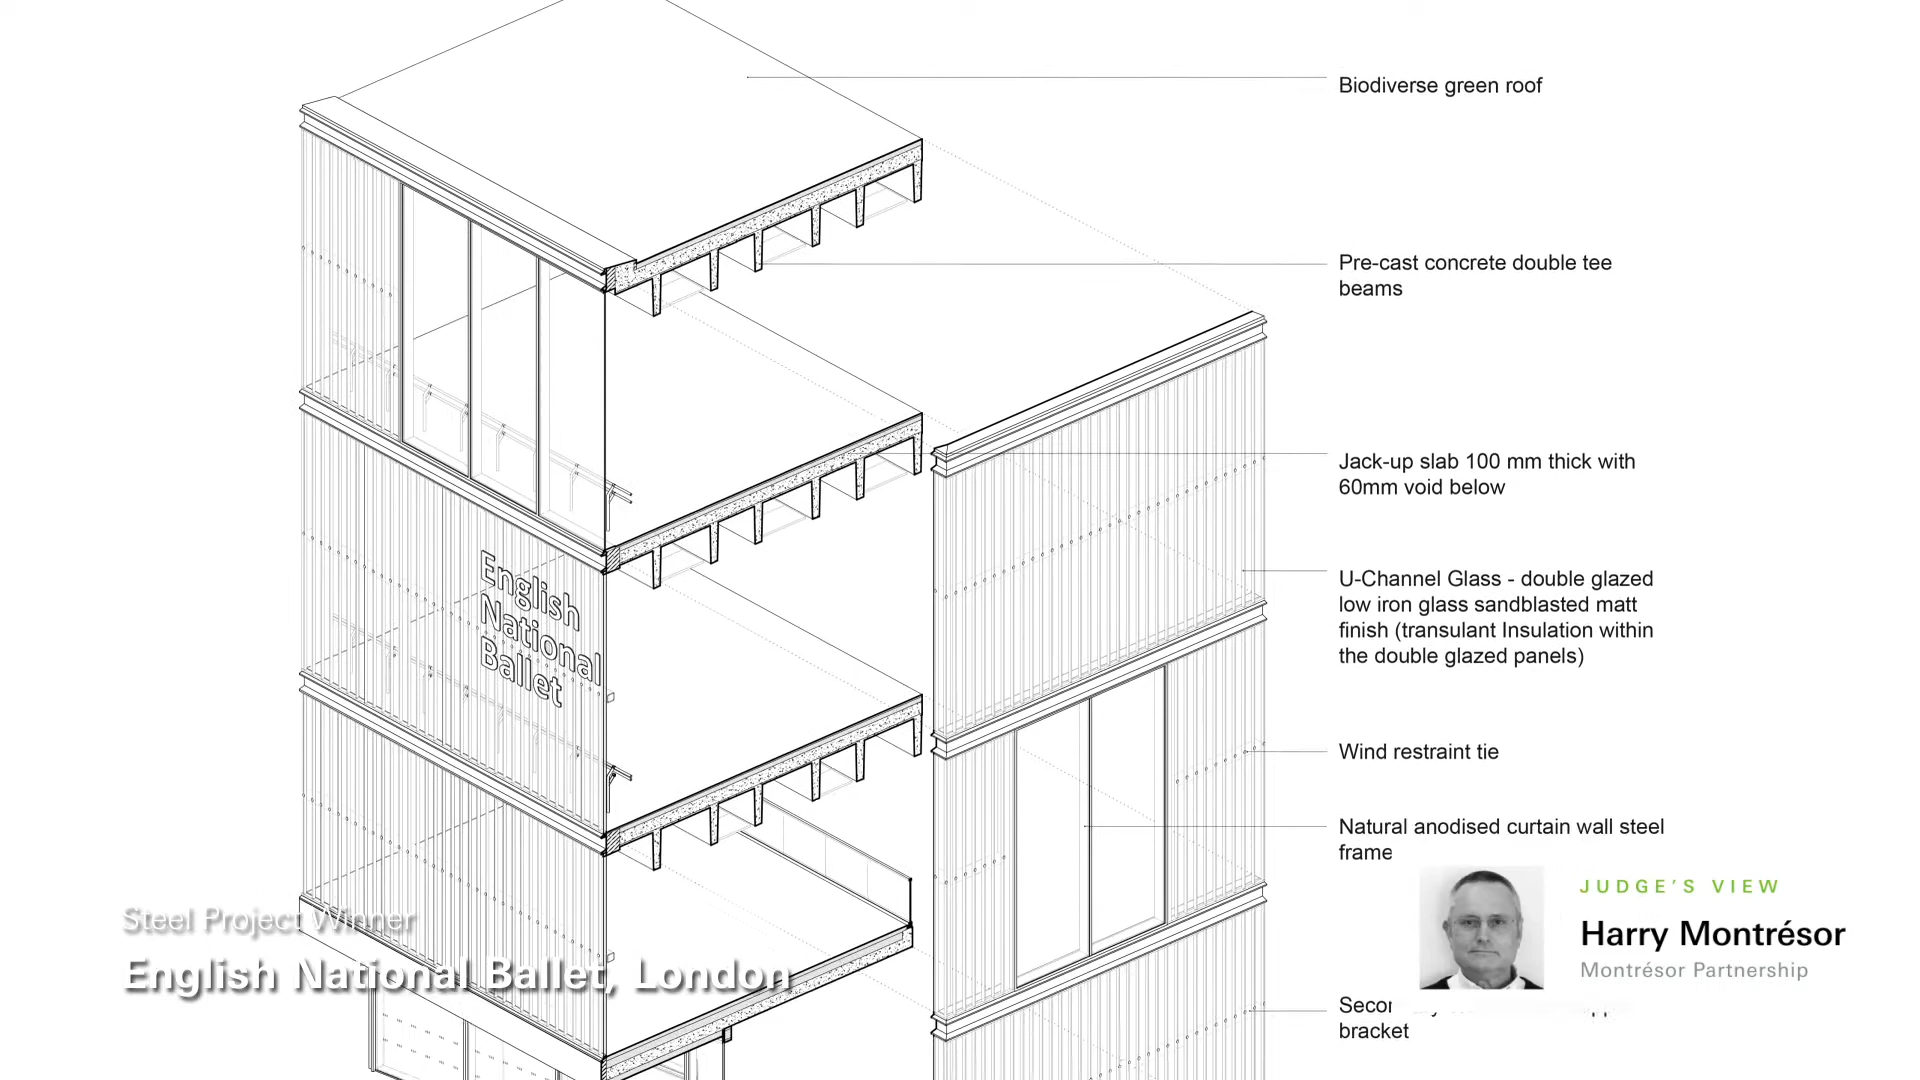 Biodiverse green roof
Pre-cast concrete double tee
beams
Jack-up slab 100 mm thick with
60mm void below
U-Channel Glass - double glazed
low iron glass sandblasted matt
finish (transulant Insulation within
the double glazed panels)
Wind restraint tie
Natural anodised curtain wall steel
frame
bracket
English
National
Ballet
Steel Project Winner
English National Ballet, London
JUDGE'S VIEW
Harry Montrésor
Montrésor Partnership